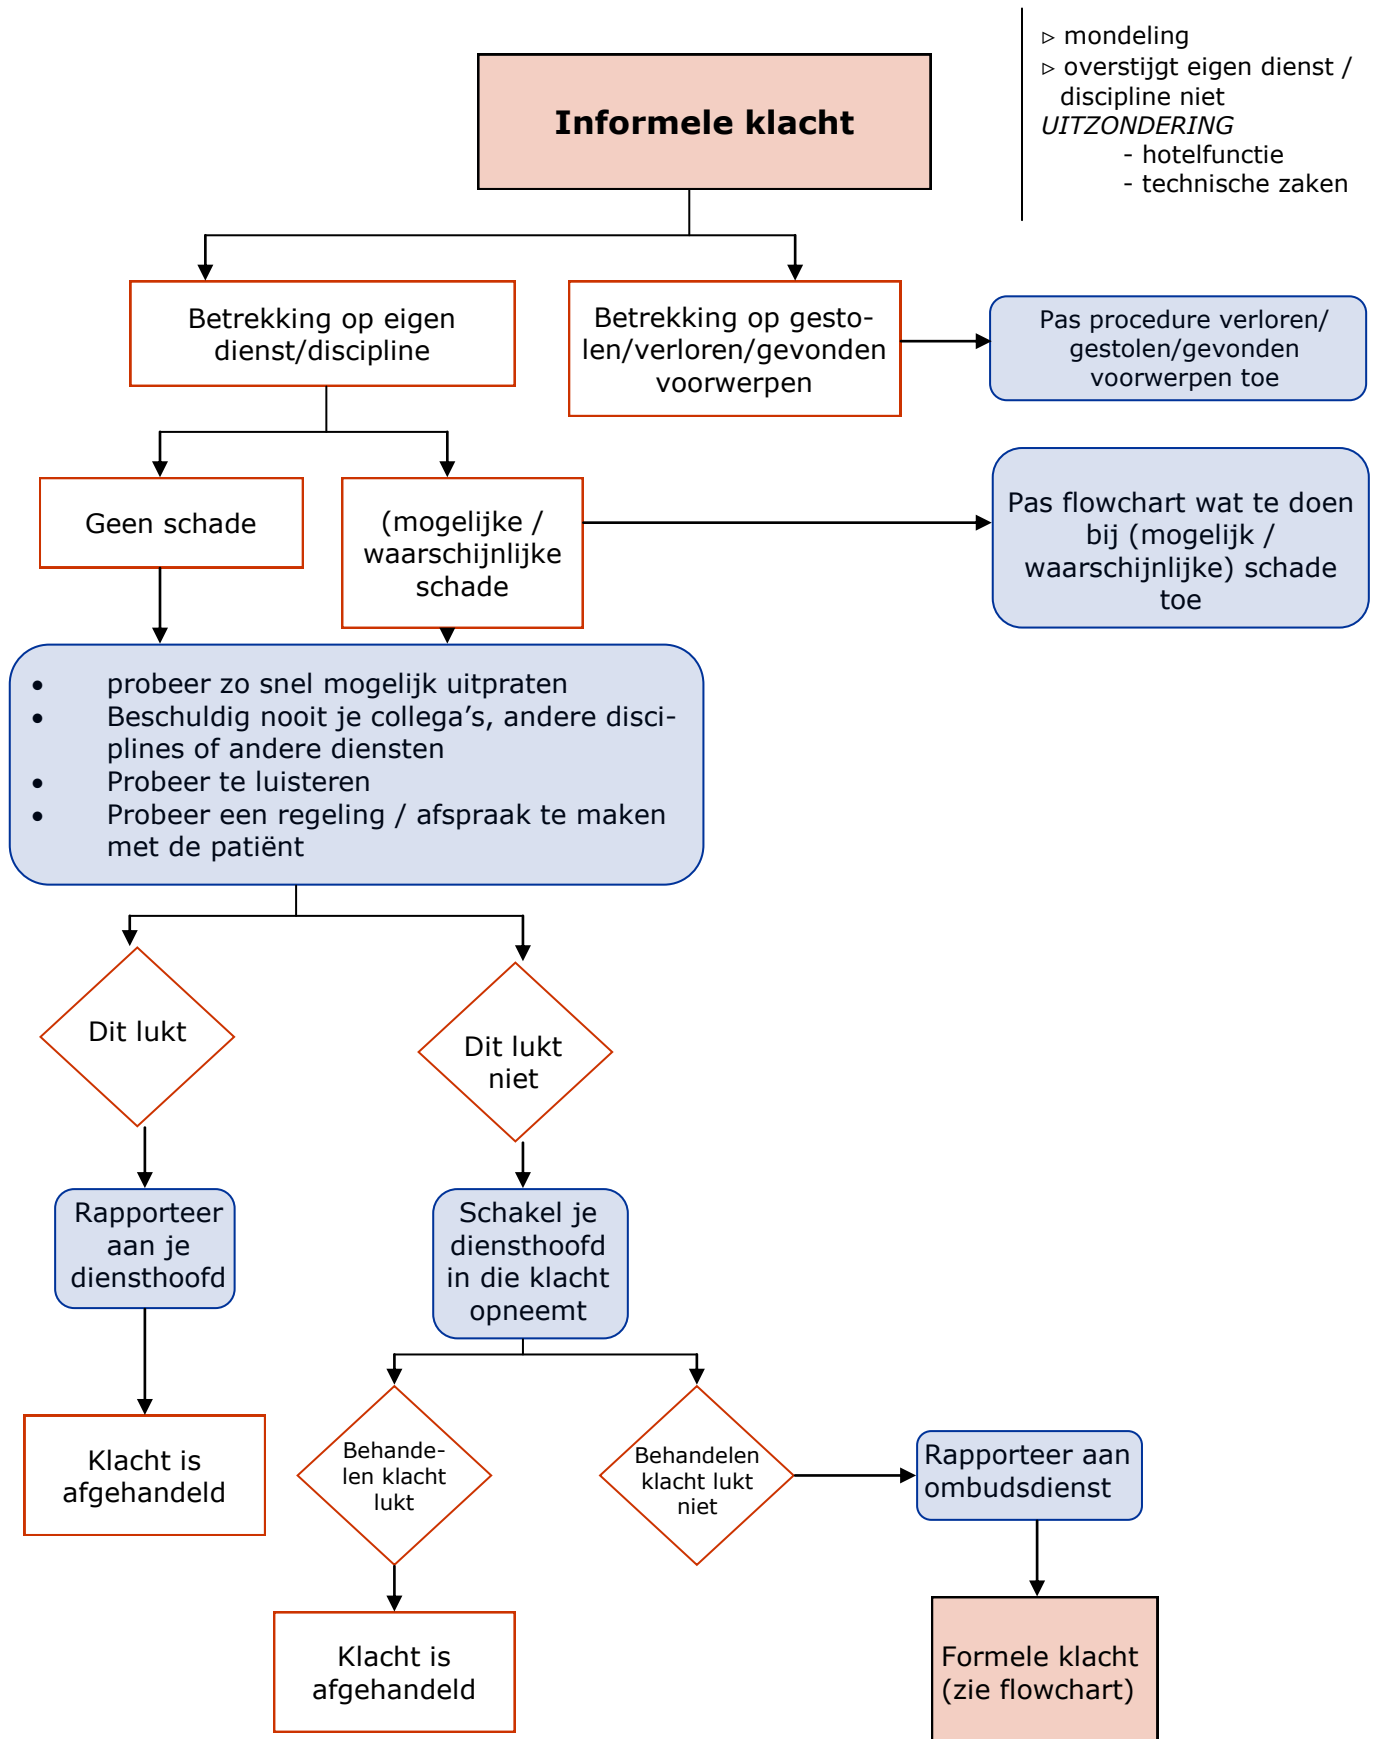 ▹ mondeling
▹ overstijgt eigen dienst /
discipline niet
UITZONDERING
- hotelfunctie
- technische zaken
Informele klacht
Betrekking op eigen
dienst/discipline
Betrekking op gesto-
len/verloren/gevonden
voorwerpen
Pas procedure verloren/
gestolen/gevonden
voorwerpen toe
Geen schade
(mogelijke /
waarschijnlijke
schade
Pas flowchart wat te doen
bij (mogelijk /
waarschijnlijke) schade
toe
• probeer zo snel mogelijk uitpraten
• Beschuldig nooit je collega’s, andere disci-
plines of andere diensten
• Probeer te luisteren
• Probeer een regeling / afspraak te maken
met de patiënt
Dit lukt
Dit lukt
niet
Rapporteer
aan je
diensthoofd
Schakel je
diensthoofd
in die klacht
opneemt
Klacht is
afgehandeld
Behande-
len klacht
lukt
Behandelen
klacht lukt
niet
Rapporteer aan
ombudsdienst
Klacht is
afgehandeld
Formele klacht
(zie flowchart)